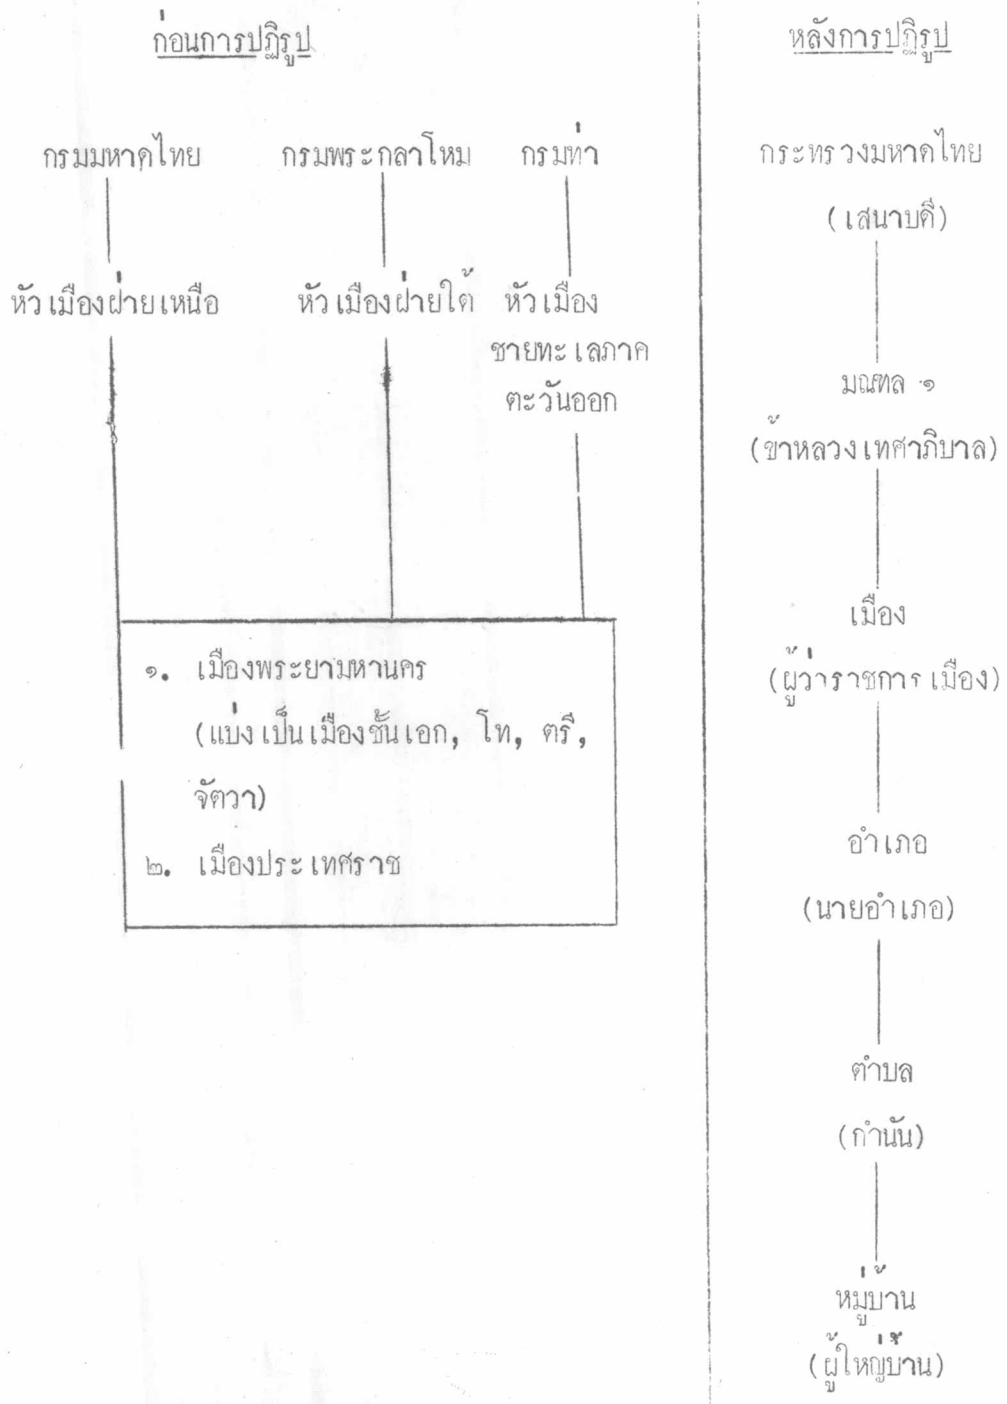 ก่อนการปฏิรูป
กรมมหาดไทย
กรมพระกลาโหม
กรมท่า
หัวเมืองฝ่ายเหนือ
หัวเมืองฝ่ายใต้
หัวเมือง
ชายทะเลภาค
ตะวันออก
๑. เมืองพระยามหานคร
(แบ่งเป็นเมืองชั้นเอก, โท, ตรี,
จัตวา)
๒. เมืองประเทศราช
หลังการปฏิรูป
กระทรวงมหาดไทย
(เสนาบดี)
มณฑล ๑
(ข้าหลวงเทศาภิบาล)
เมือง
(ผู้ว่าราชการเมือง)
อำเภอ
(นายอำเภอ)
ตำบล
(กำนัน)
หมู่บ้าน
(ผู้ใหญ่บ้าน)